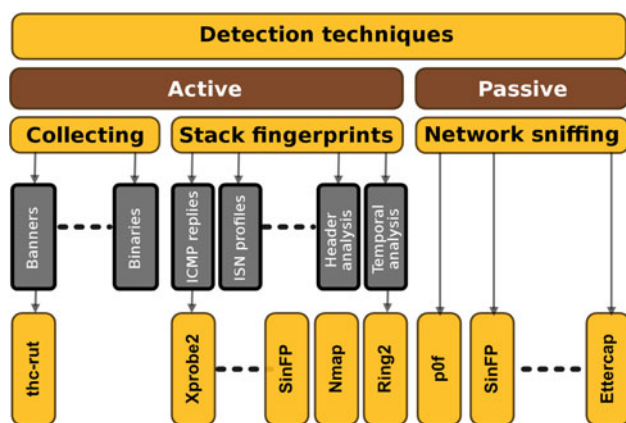 Detection techniques
Active
Passive
Collecting
Stack fingerprints
Network sniffing
Banners
Binaries
ICMP replies
ISN profiles
Header
analysis
Temporal
analysis
thc-rut
Xprobe2
SinFP
Nmap
Ring2
p0f
SinFP
Ettercap